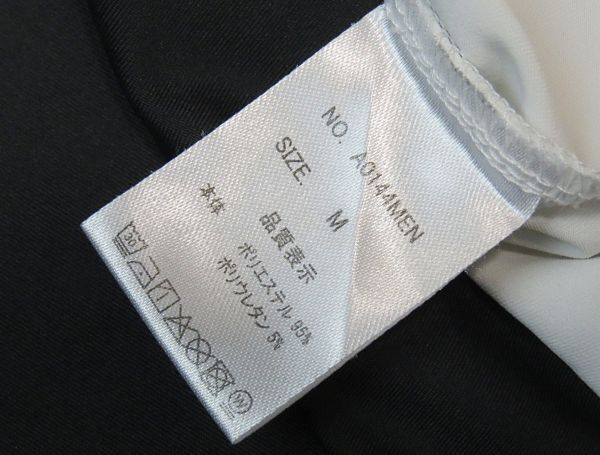 NO. A0144MEN
SIZE. M
品質表示
本体 ポリエステル 95%
ポリウレタン 5%
30
W